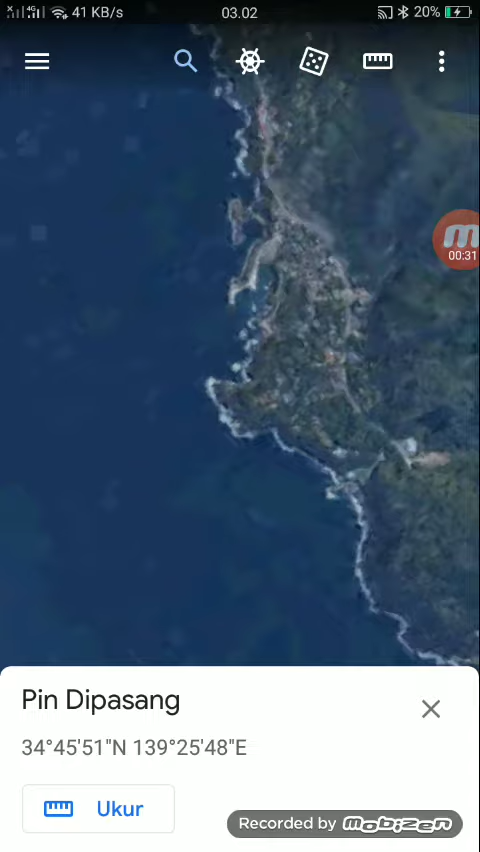 4G 41 KB/s 03.02 20%
00:31
Pin Dipasang
34°45'51"N 139°25'48"E
Ukur
Recorded by mobizen